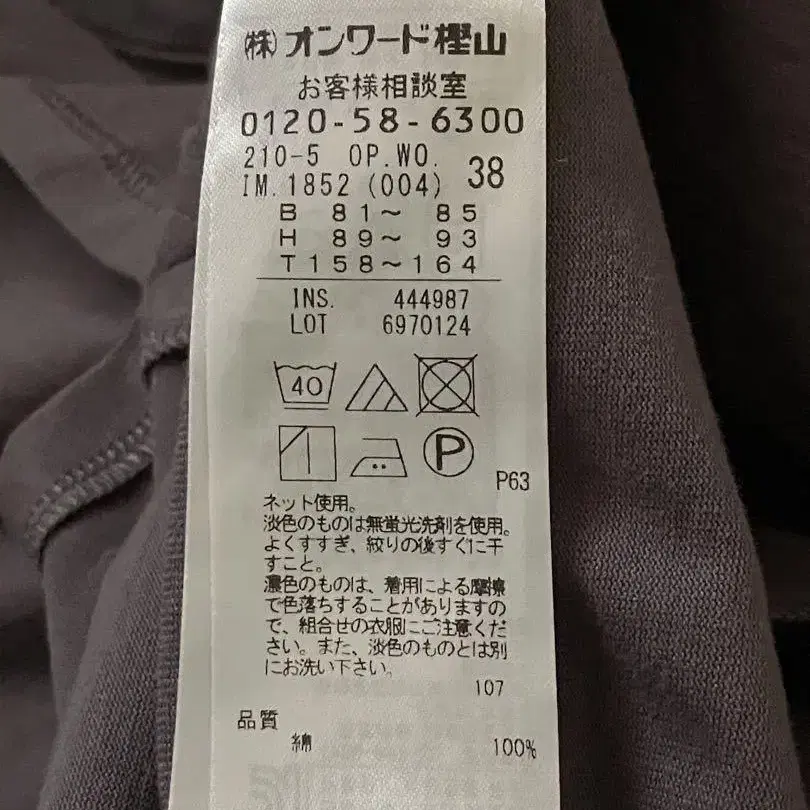 ㈱オンワード樫山
お客様相談室
0120-58-6300
210-5 OP.WO.
IM.1852 (004) 38
B 81～ 85
H 89～ 93
T158～164
INS. 444987
LOT 6970124
40
P
P63
ネット使用。
淡色のものは無蛍光洗剤を使用。
よくすすぎ、絞りの後すぐに干
すこと。
濃色のものは、着用による摩擦
で色落ちすることがありますの
で、組合せの衣服にご注意くだ
さい。また、淡色のものとは別
にお洗い下さい。
107
品質
綿 100%